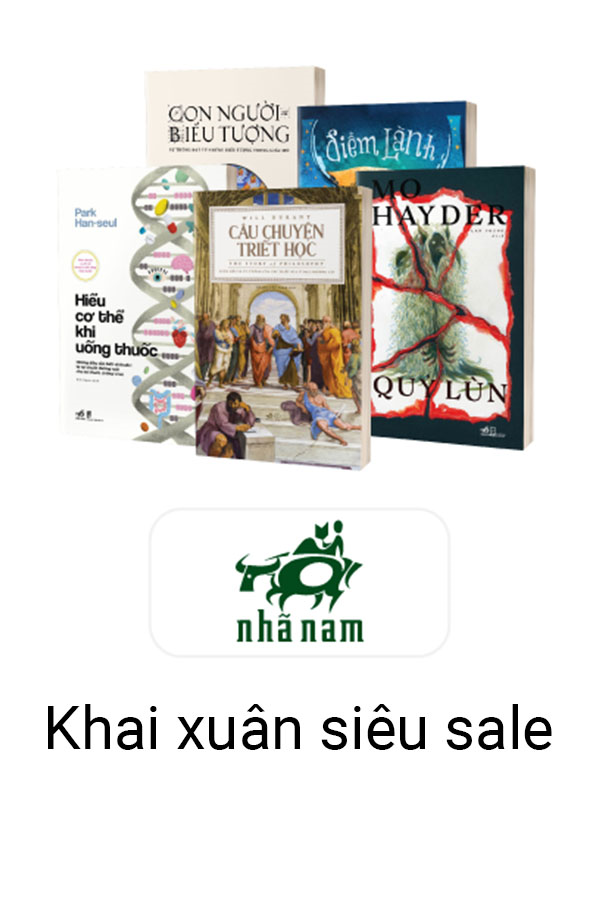 CON NGƯỜI
BIỂU TƯỢNG
điềm Lành
Park
Han-seul
Hiểu
cơ thể
khi
uống thuốc
WILL DURANT
CÂU CHUYỆN
TRIẾT HỌC
THE STORY of PHILOSOPHY
MO
HAYDER
QUỶ LÙN
nhã nam
Khai xuân siêu sale